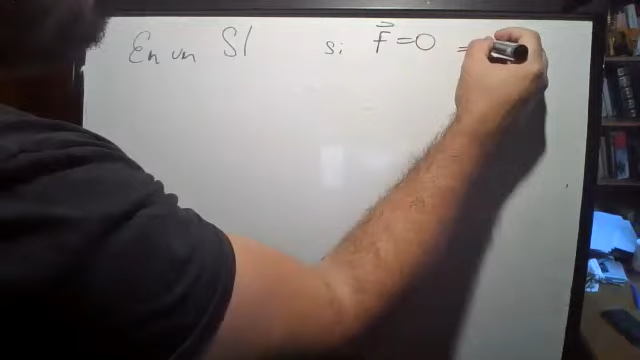 En un SI si f⃗ = 0 =